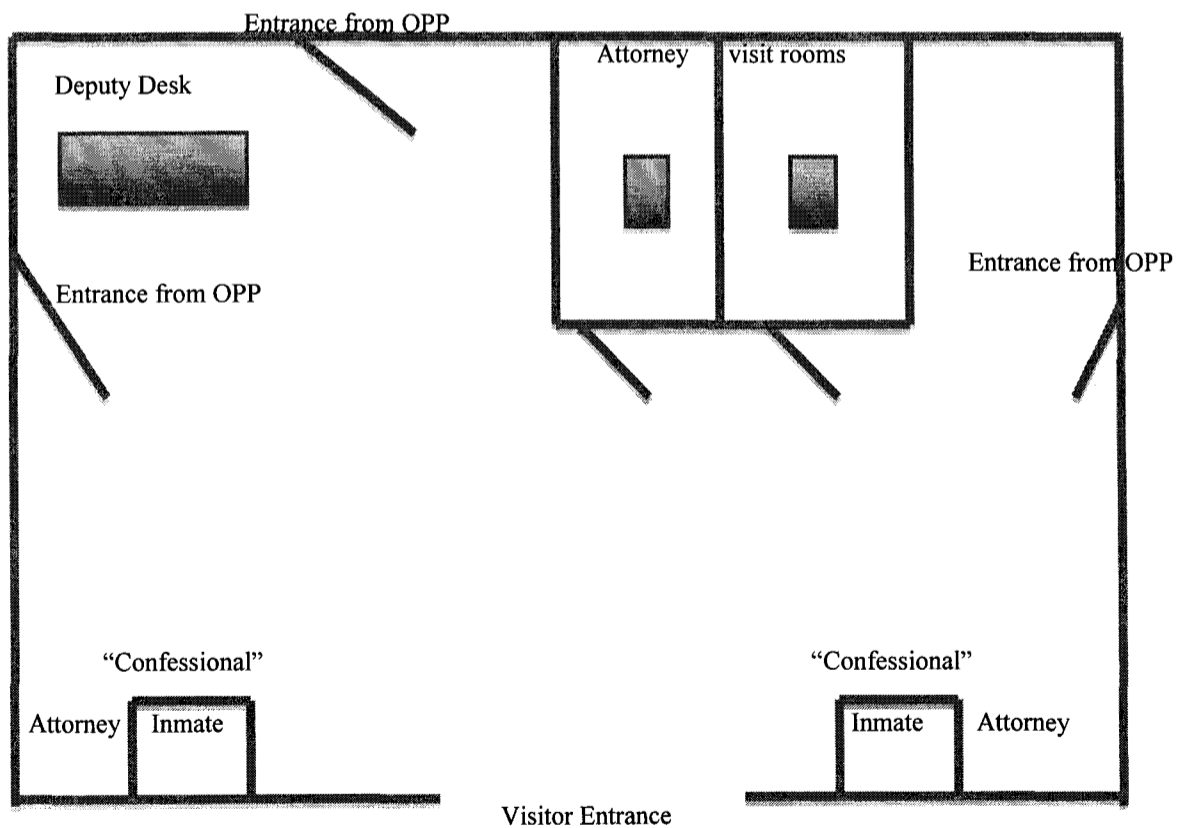 Entrance from OPP
Attorney visit rooms
Deputy Desk
Entrance from OPP
Entrance from OPP
“Confessional”
“Confessional”
Attorney Inmate
Inmate Attorney
Visitor Entrance